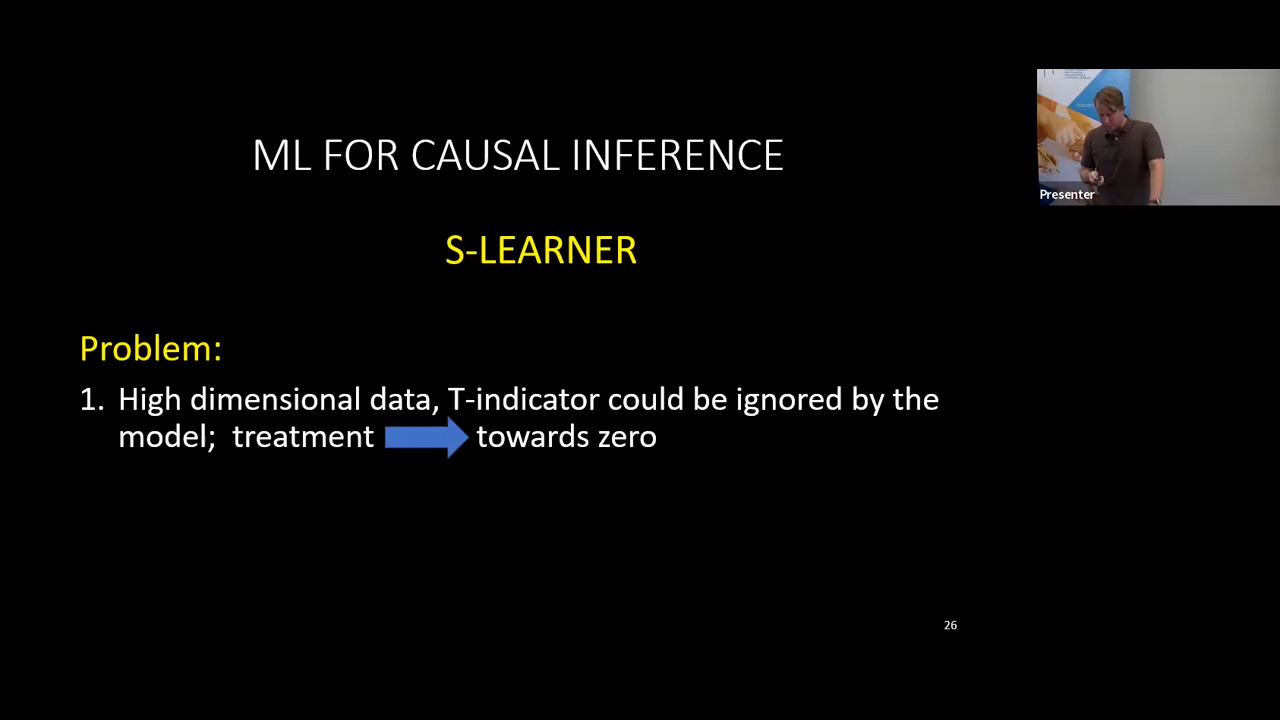 ML FOR CAUSAL INFERENCE
S-LEARNER
Problem:
1. High dimensional data, T-indicator could be ignored by the
model; treatment towards zero
Presenter
26